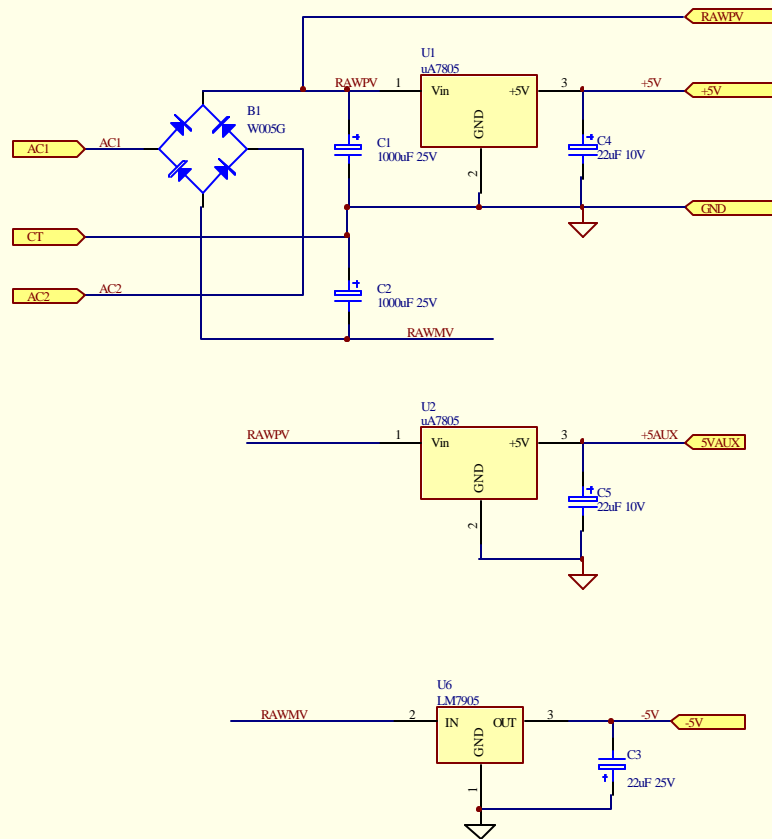 RAWPV
U1
uA7805
RAWPV 1 Vin +5V 3 +5V +5V
B1
W005G
GND
AC1 AC1
C1
1000uF 25V
C4
22uF 10V
2
GND
CT
C2
1000uF 25V
AC2 AC2
RAWMV
U2
uA7805
RAWPV 1 Vin +5V 3 +5AUX 5VAUX
GND
C5
22uF 10V
2
U6
LM7905
RAWMV 2 IN OUT 3 -5V -5V
GND
C3
22uF 25V
1